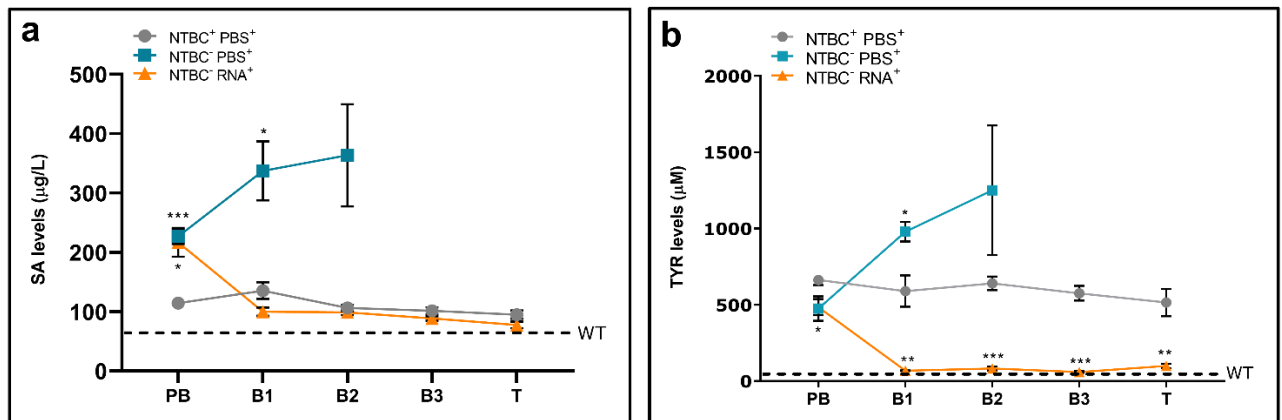 a
NTBC⁺ PBS⁺
NTBC⁻ PBS⁺
NTBC⁻ RNA⁺
SA levels (μg/L)
500
400
300
200
100
0
*
***
*
WT
PB B1 B2 B3 T
b
NTBC⁺ PBS⁺
NTBC⁻ PBS⁺
NTBC⁻ RNA⁺
TYR levels (μM)
2000
1500
1000
500
0
*
*
** *** *** **
WT
PB B1 B2 B3 T